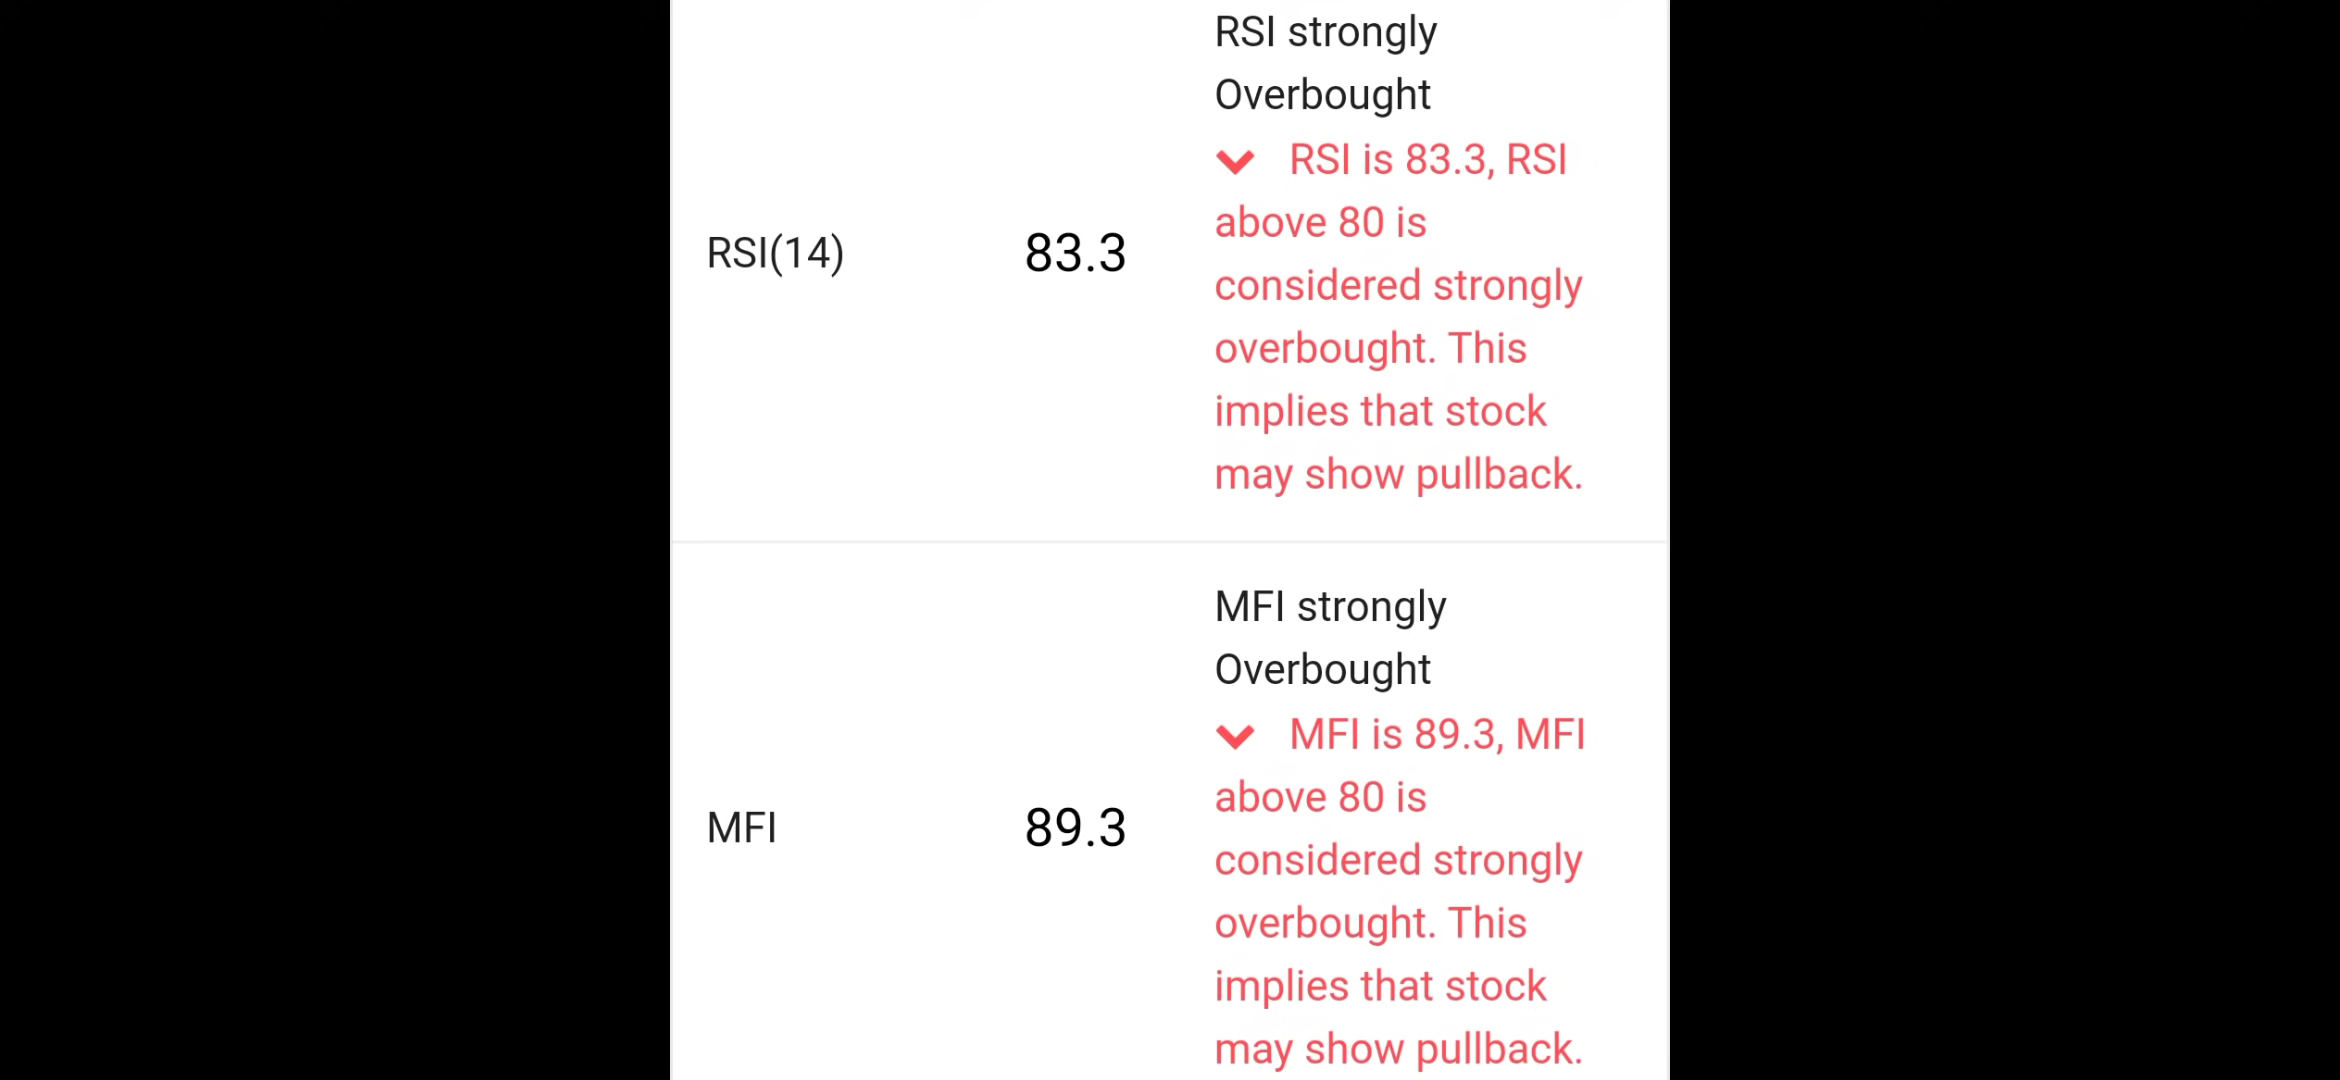 RSI strongly
Overbought
RSI is 83.3, RSI
above 80 is
RSI(14) 83.3
considered strongly
overbought. This
implies that stock
may show pullback.
MFI strongly
Overbought
MFI is 89.3, MFI
above 80 is
MFI 89.3
considered strongly
overbought. This
implies that stock
may show pullback.